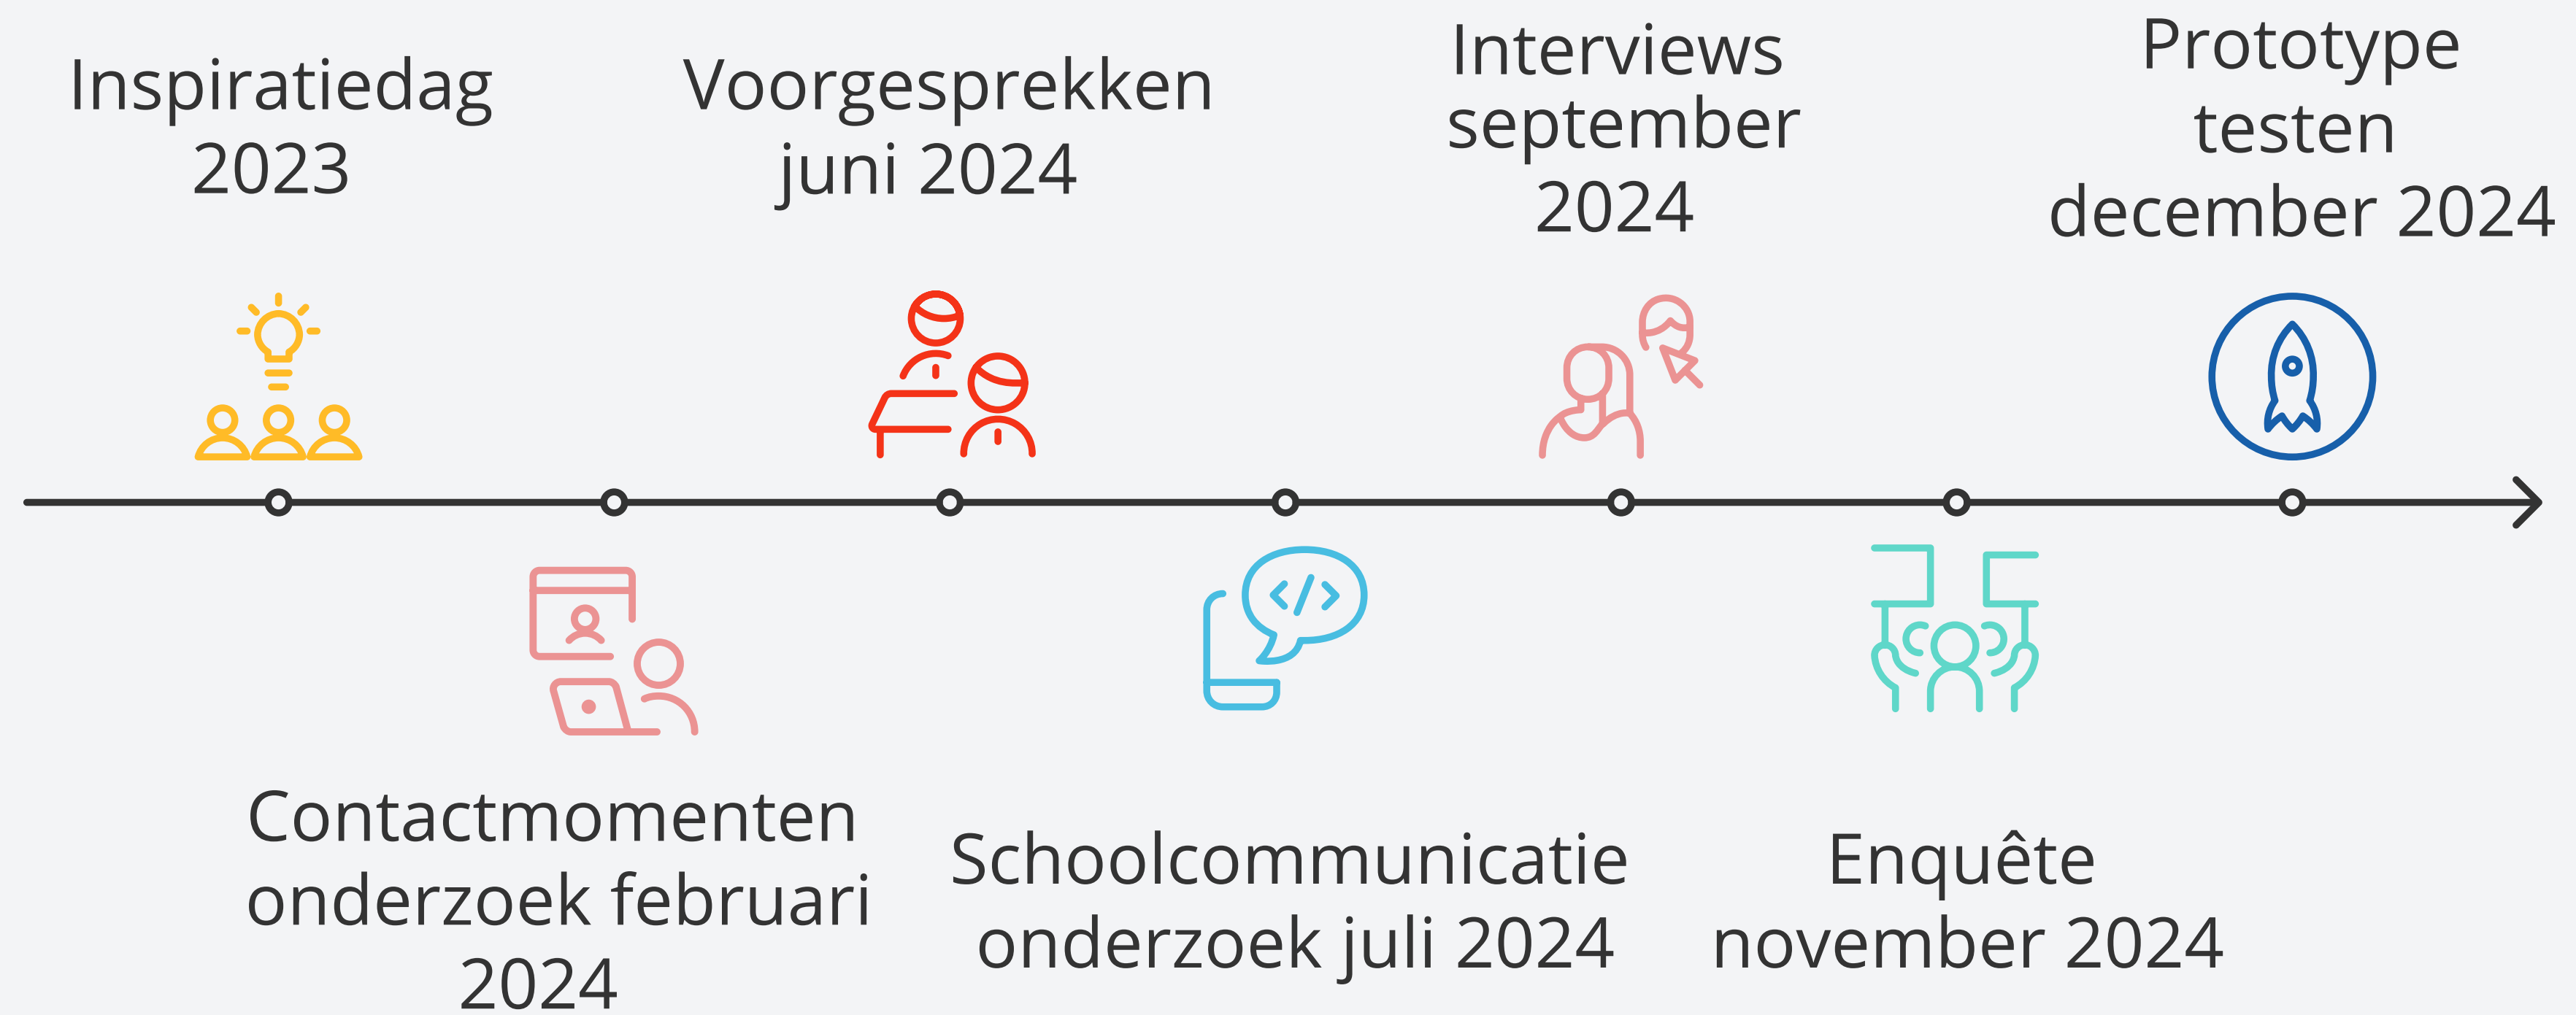 Inspiratiedag
2023
Contactmomenten
onderzoek februari
2024
Voorgesprekken
juni 2024
Schoolcommunicatie
onderzoek juli 2024
Interviews
september
2024
Enquête
november 2024
Prototype
testen
december 2024